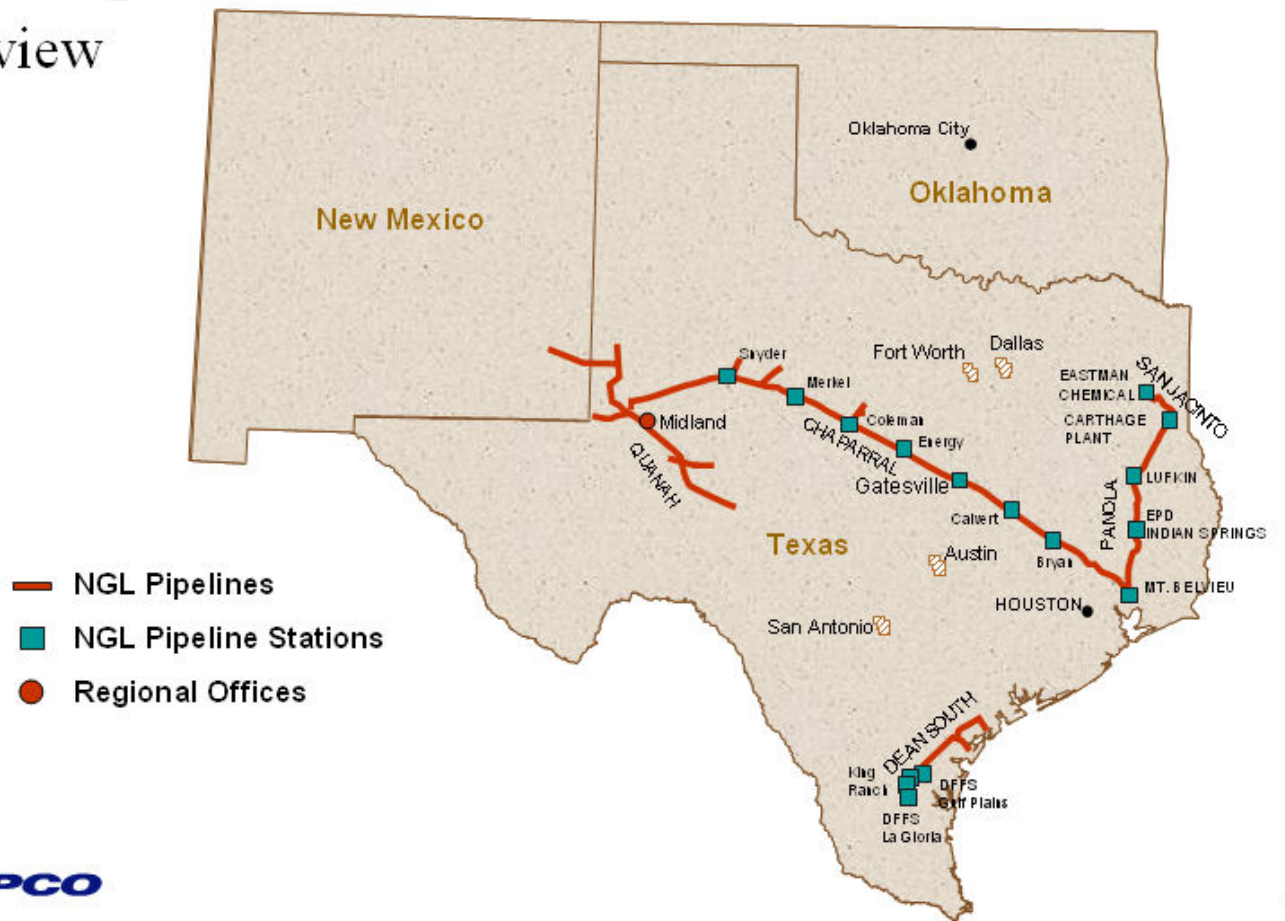 view
Oklahoma City
Oklahoma
New Mexico
Snyder
Fort Worth
Dallas
Merkel
EASTMAN
CHEMICAL
SAN JACINTO
Midland
Coleman
CARTHAGE
PLANT
CHAPARRAL
Energy
QUANAH
Gatesville
LUFKIN
PANOLA
Calvert
EPD
INDIAN SPRINGS
Texas
Austin
Bryan
NGL Pipelines
MT. BELVIEU
HOUSTON
NGL Pipeline Stations
San Antonio
Regional Offices
DEAN SOUTH
King
Ranch
DFFS
Gulf Plains
DFFS
La Gloria
PCO